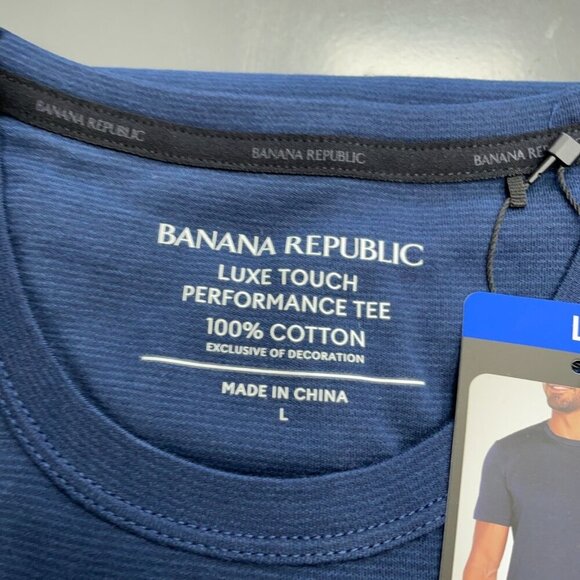 BANANA REPUBLIC
BANANA REPUBLIC
BANANA RE
BANANA REPUBLIC
LUXE TOUCH
PERFORMANCE TEE
100% COTTON
EXCLUSIVE OF DECORATION
MADE IN CHINA
L
L